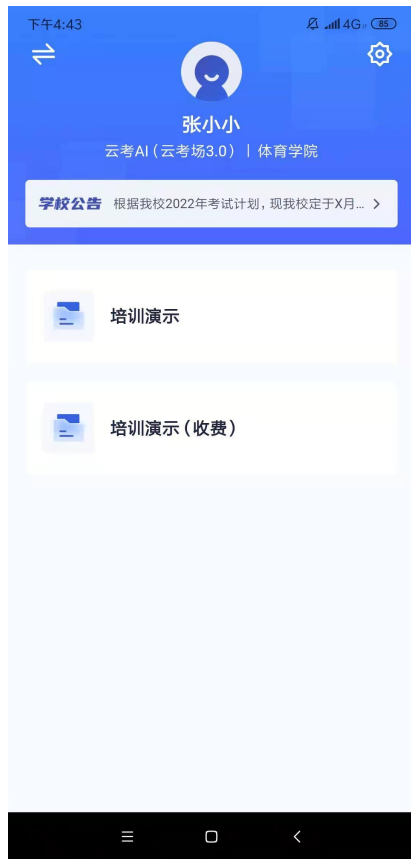 下午4:43 4G 85
张小小
云考AI（云考场3.0）丨体育学院
学校公告 根据我校2022年考试计划，现我校定于X月...
培训演示
培训演示（收费）